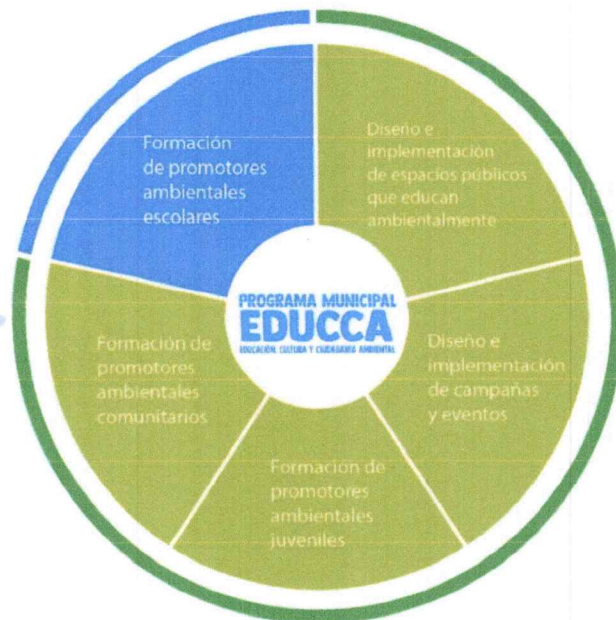 Formación
de promotores
ambientales
escolares
Diseño e
implementación
de espacios públicos
que educan
ambientalmente
PROGRAMA MUNICIPAL
EDUCCA
EDUCACIÓN, CULTURA Y CIUDADANÍA AMBIENTAL
Formación de
promotores
ambientales
comunitarios
Diseño e
implementación
de campañas
y eventos
Formación de
promotores
ambientales
juveniles